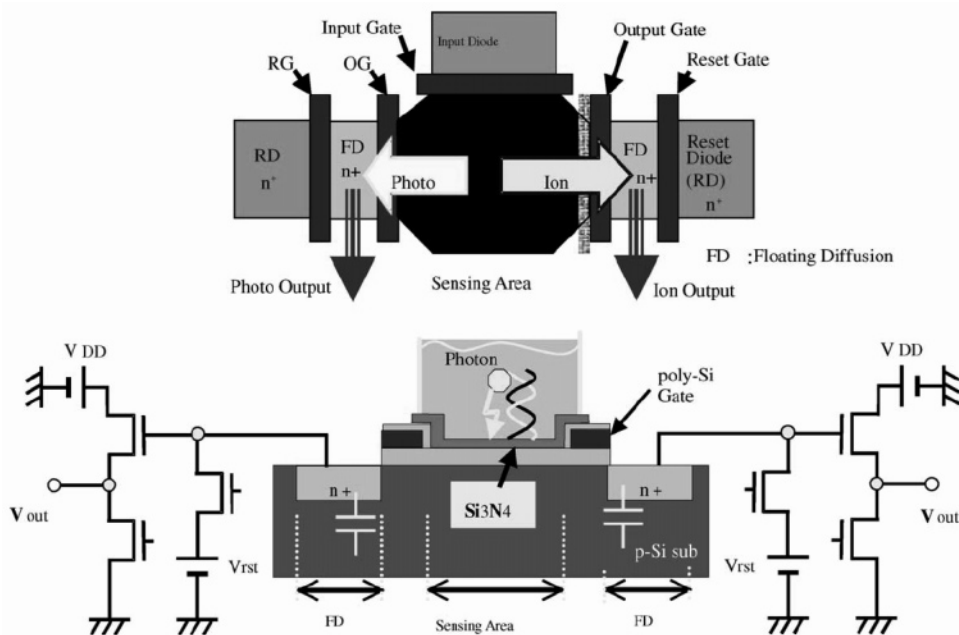 Input Diode
Input Gate
Output Gate
RG
OG
Reset Gate
RD
n+
FD
n+
Photo
Ion
FD
n+
Reset
Diode
(RD)
n+
FD :Floating Diffusion
Photo Output
Sensing Area
Ion Output
V DD
Photon
poly-Si
Gate
V DD
n +
n +
Si3N4
p-Si sub
V out
Vrst
Vrst
Vout
FD
Sensing Area
FD